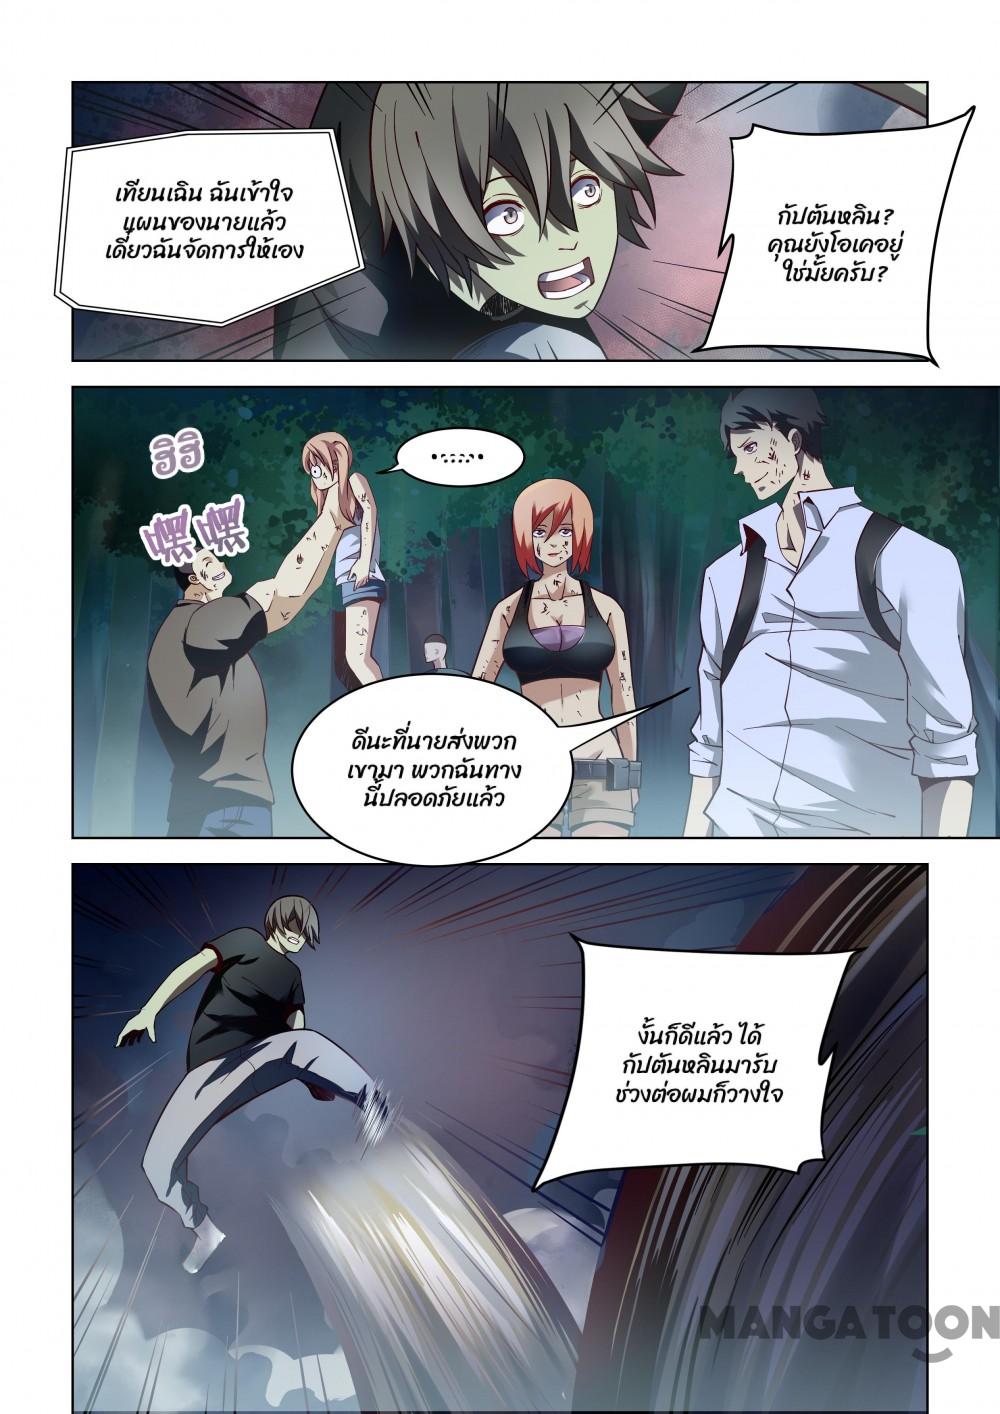 เทียนเฉิน ฉันเข้าใจ
แผนของนายแล้ว
เดี๋ยวฉันจัดการให้เอง
กัปตันหลิน?
คุณยังโอเคอยู่
ใช่มั้ยครับ?
ฮิฮิ
嘿嘿
........
ดีนะที่นายส่งพวก
เขามา พวกฉันทาง
นี้ปลอดภัยแล้ว
งั้นก็ดีแล้ว ได้
กัปตันหลินมารับ
ช่วงต่อผมก็วางใจ
MANGATOON